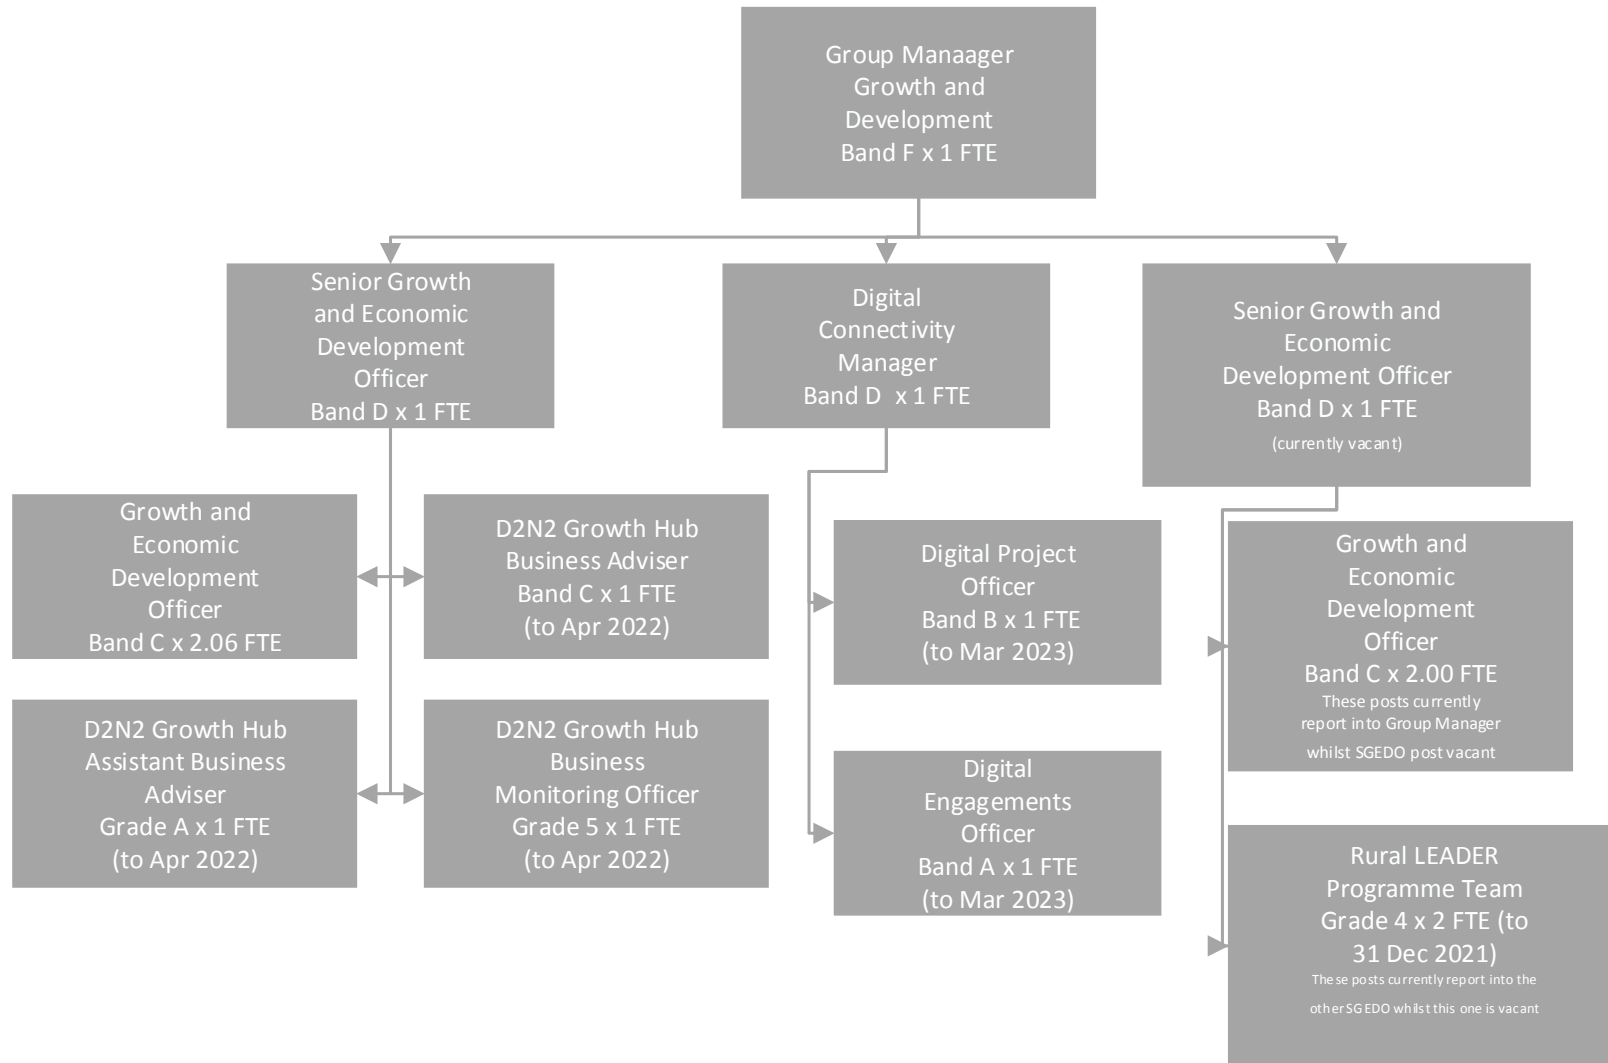 Group Manaager
Growth and
Development
Band F x 1 FTE
Senior Growth
and Economic
Development
Officer
Band D x 1 FTE
Digital
Connectivity
Manager
Band D x 1 FTE
Senior Growth and
Economic
Development Officer
Band D x 1 FTE
(currently vacant)
Growth and
Economic
Development
Officer
Band C x 2.06 FTE
D2N2 Growth Hub
Business Adviser
Band C x 1 FTE
(to Apr 2022)
D2N2 Growth Hub
Assistant Business
Adviser
Grade A x 1 FTE
(to Apr 2022)
D2N2 Growth Hub
Business
Monitoring Officer
Grade 5 x 1 FTE
(to Apr 2022)
Digital Project
Officer
Band B x 1 FTE
(to Mar 2023)
Digital
Engagements
Officer
Band A x 1 FTE
(to Mar 2023)
Growth and
Economic
Development
Officer
Band C x 2.00 FTE
These posts currently
report into Group Manager
whilst SGEDO post vacant
Rural LEADER
Programme Team
Grade 4 x 2 FTE (to
31 Dec 2021)
These posts currently report into the
other SGEDO whilst this one is vacant